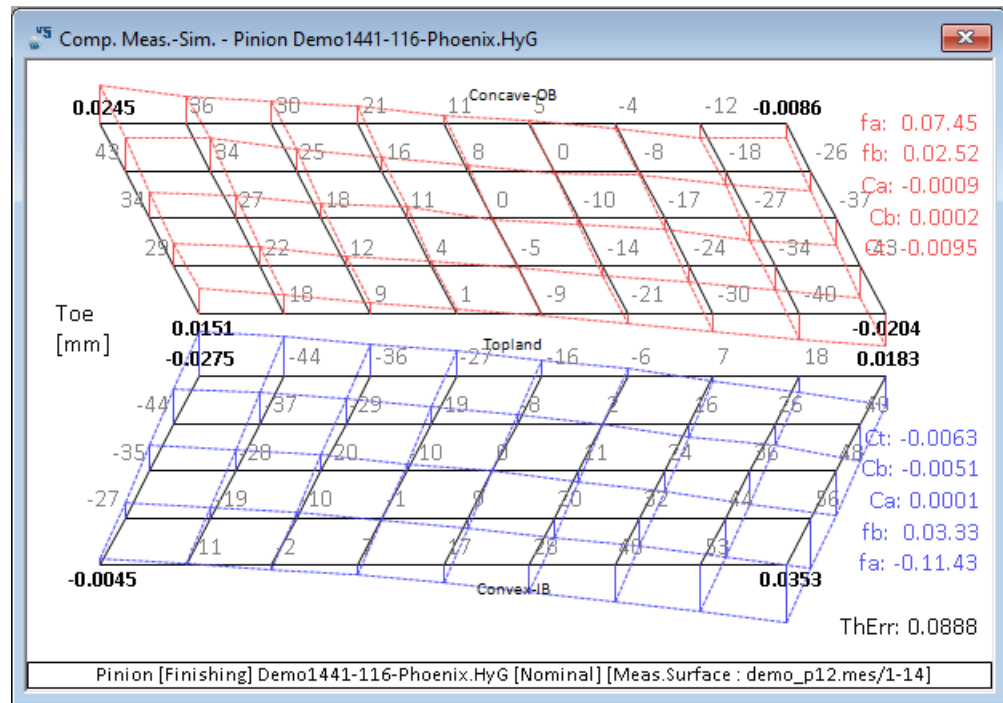 Comp. Meas.-Sim. - Pinion Demo1441-116-Phoenix.HyG
Concave-OB
0.0245 36 30 21 11 5 -4 -12 -0.0086
fa: 0.07.45
43 34 25 16 8 0 -8 -18 -26
fb: 0.02.52
Ca: -0.0009
34 27 18 11 0 -10 -17 -27 -37
Cb: 0.0002
29 22 12 4 -5 -14 -24 -34 -43
Ct: -0.0095
18 9 1 -9 -21 -30 -40
Toe
[mm]
0.0151 -0.0204
Topland
-0.0275 -44 -36 -27 -16 -6 7 18 0.0183
-44 -37 -29 -19 -8 2 16 26 40
Ct: -0.0063
-35 -28 -20 -10 0 11 24 36 48
Cb: -0.0051
-27 -19 -10 -1 9 20 32 44 56
Ca: 0.0001
fb: 0.03.33
-11 -2 7 17 28 40 53
fa: -0.11.43
-0.0045 0.0353
Convex-IB
ThErr: 0.0888
Pinion [Finishing] Demo1441-116-Phoenix.HyG [Nominal] [Meas.Surface : demo_p12.mes/1-14]